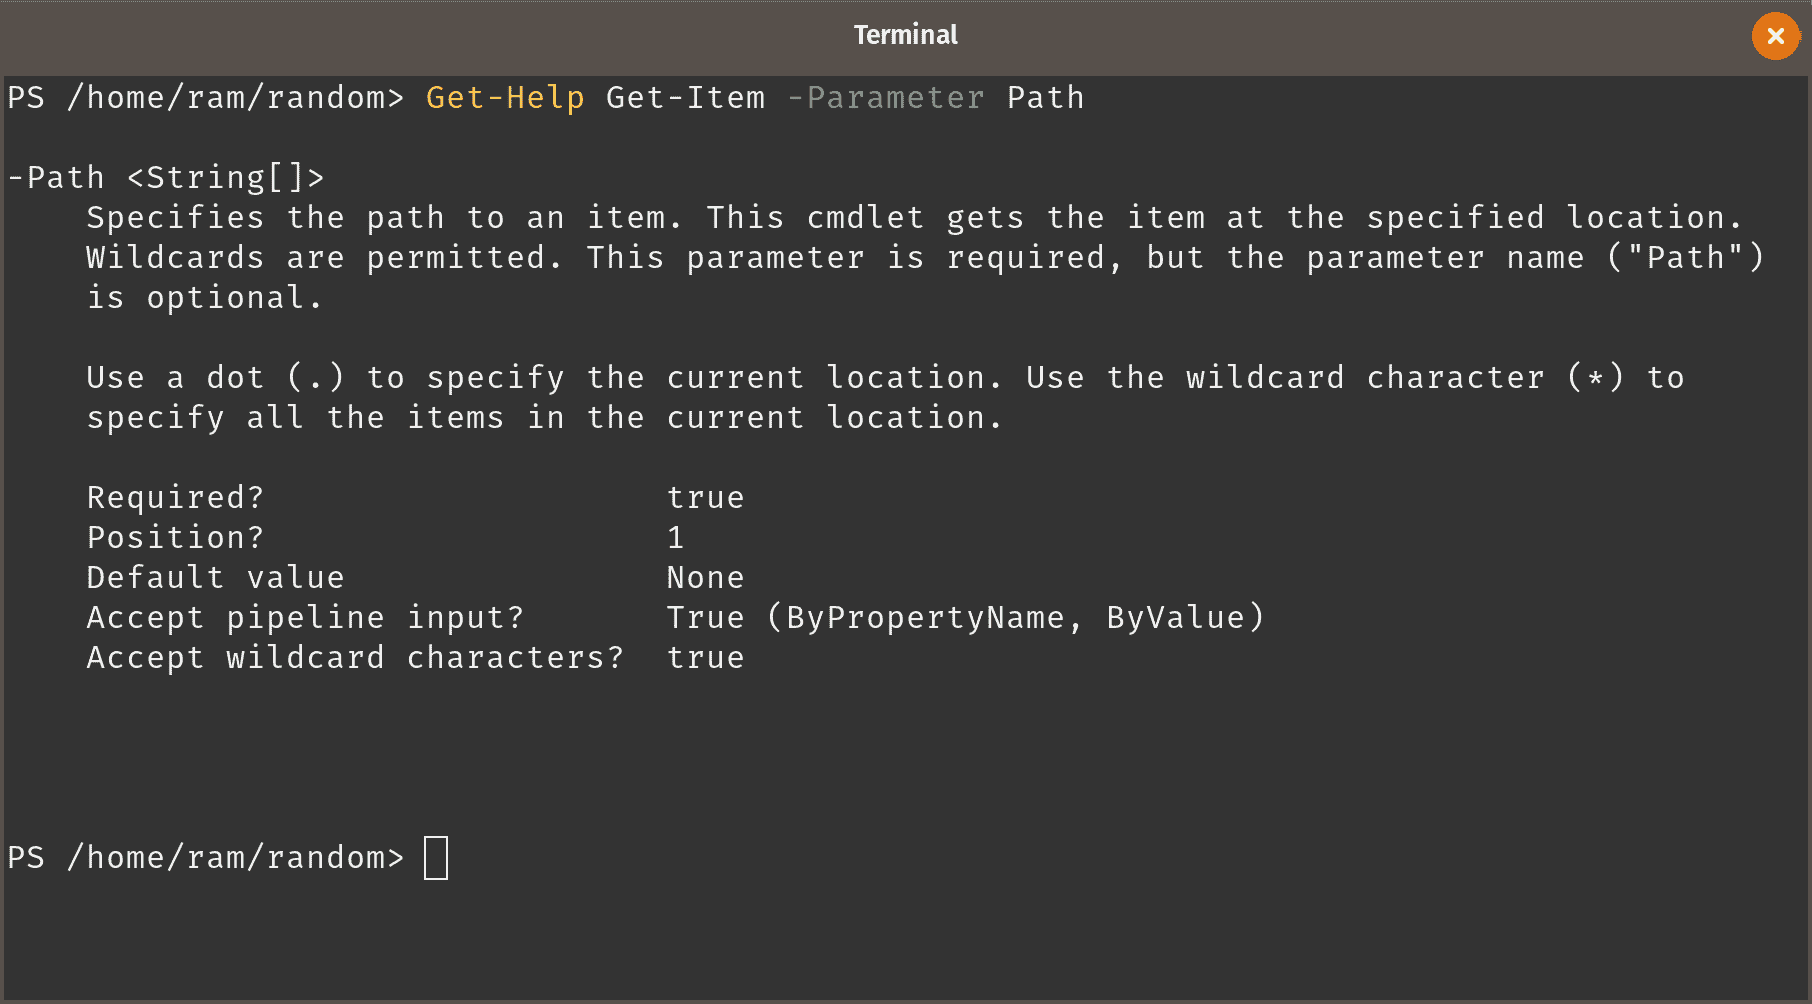 Terminal
PS /home/ram/random> Get-Help Get-Item -Parameter Path
-Path <String[]>
Specifies the path to an item. This cmdlet gets the item at the specified location.
Wildcards are permitted. This parameter is required, but the parameter name ("Path")
is optional.
Use a dot (.) to specify the current location. Use the wildcard character (*) to
specify all the items in the current location.
Required? true
Position? 1
Default value None
Accept pipeline input? True (ByPropertyName, ByValue)
Accept wildcard characters? true
PS /home/ram/random>